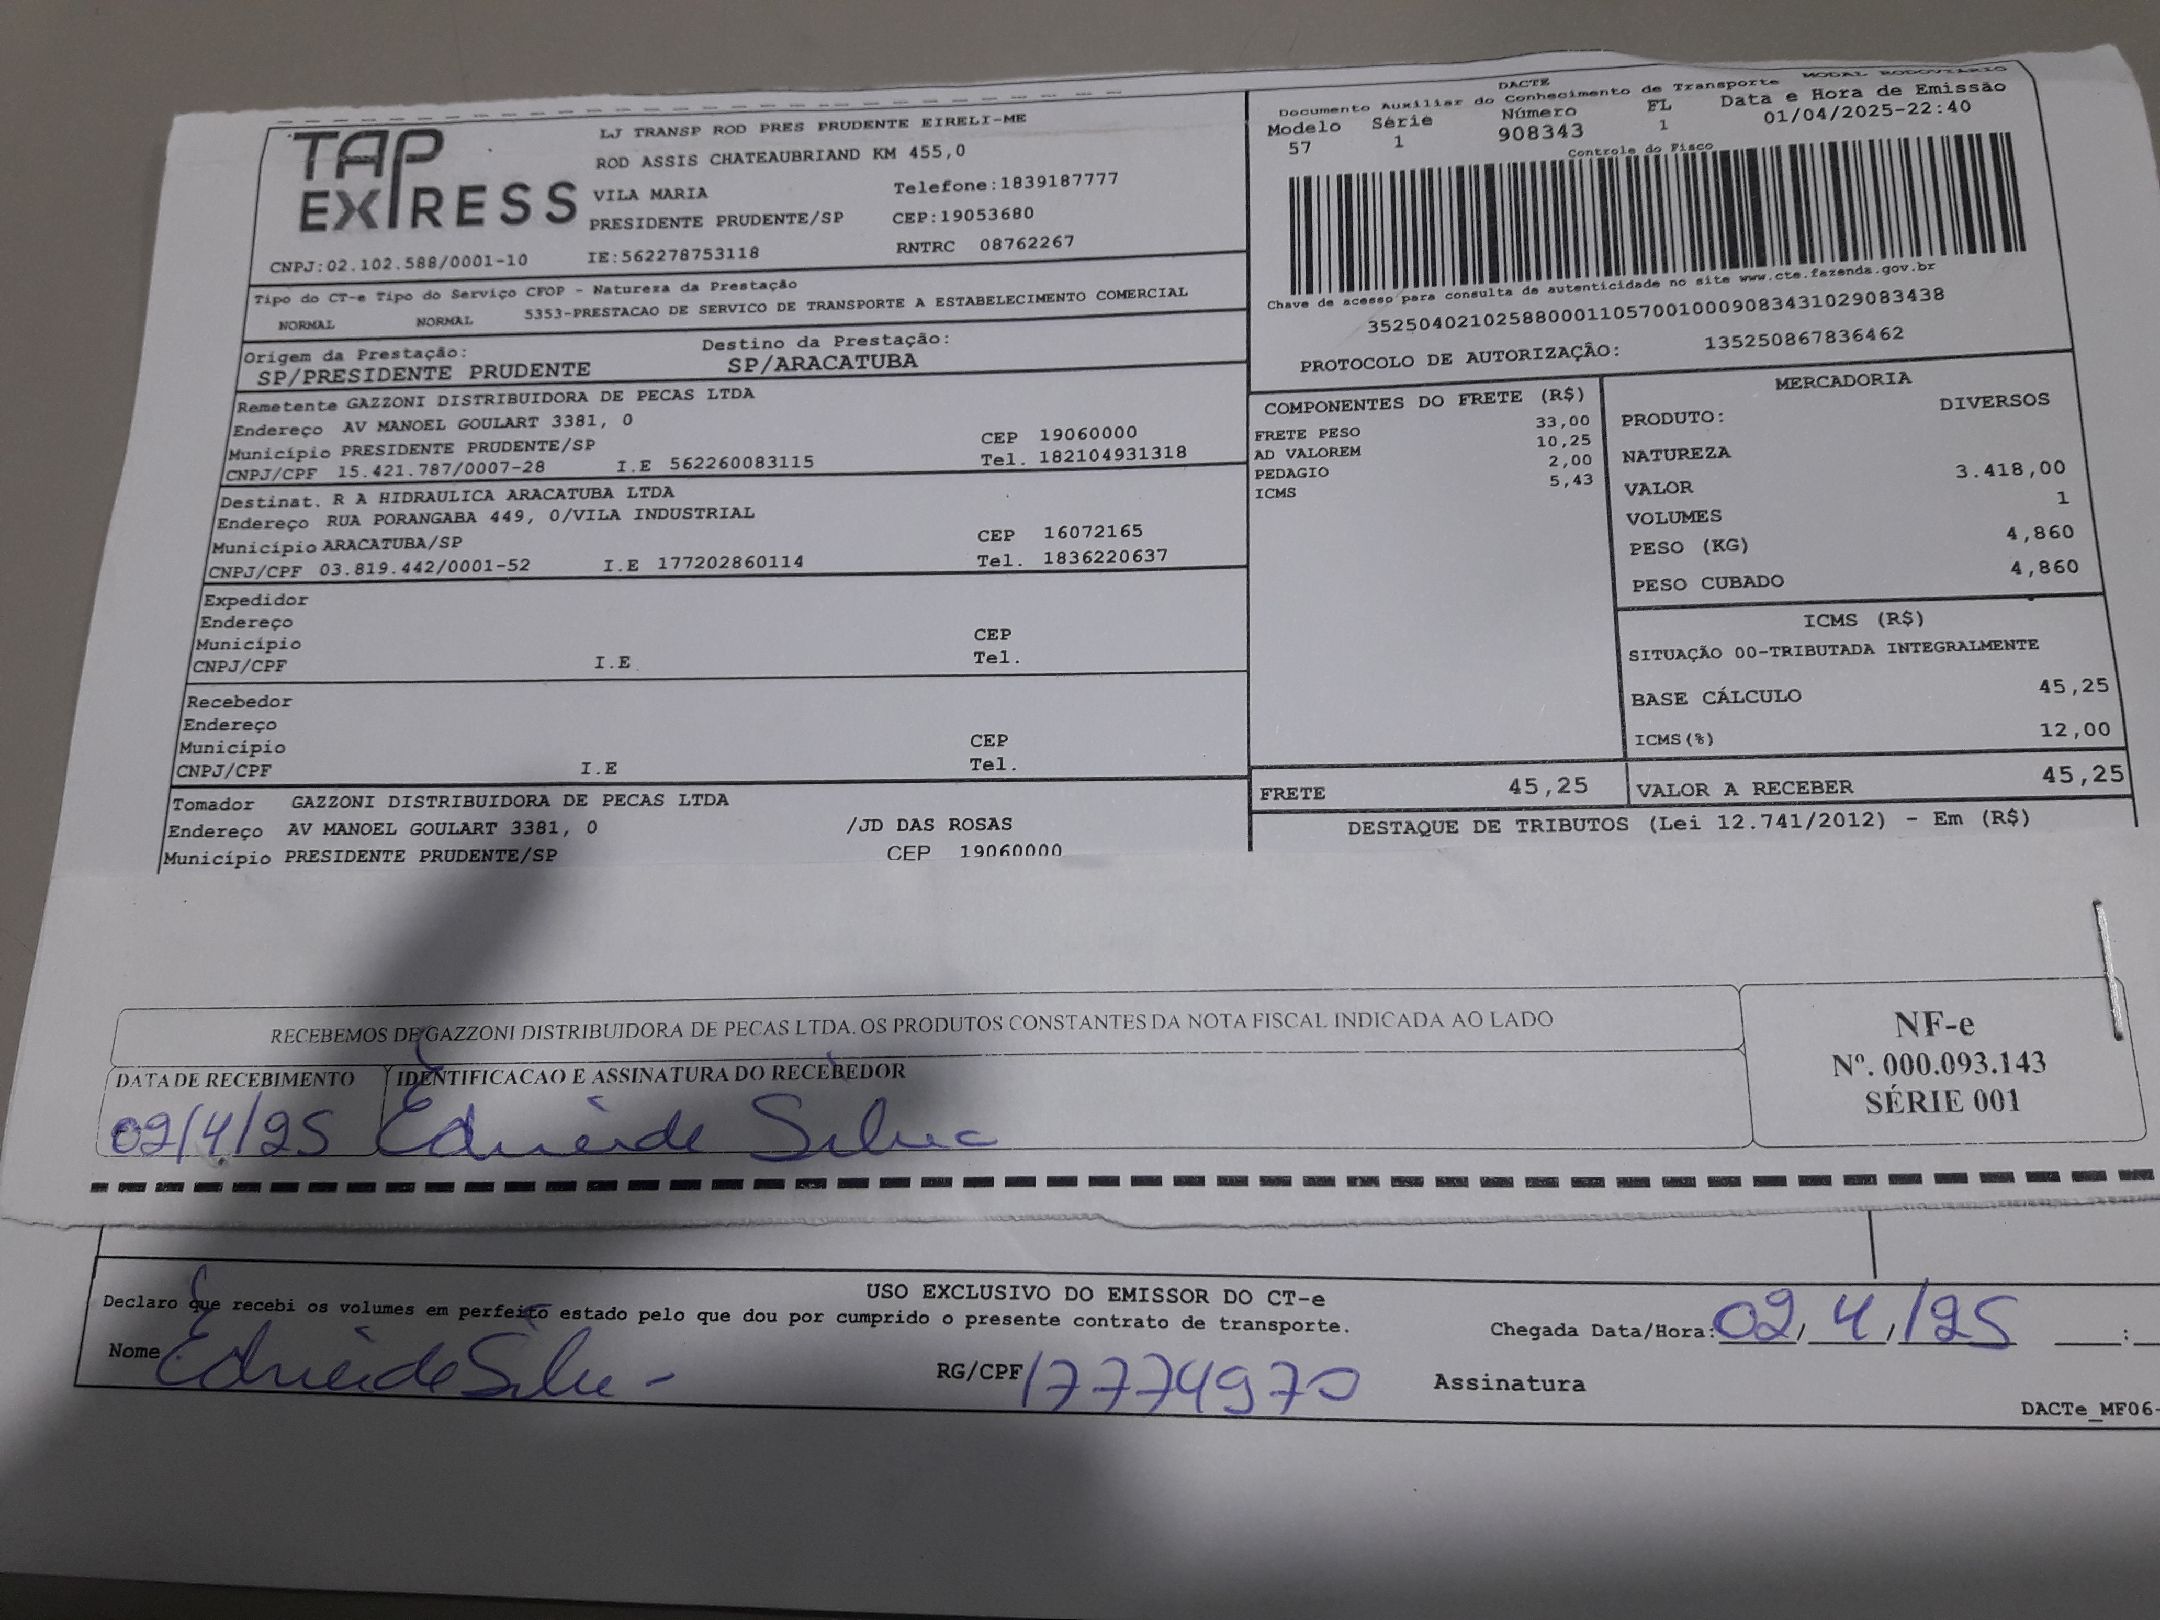 TAP EXPRESS
LJ TRANSP ROD PRES PRUDENTE EIRELI-ME
ROD ASSIS CHATEAUBRIAND KM 455,0
VILA MARIA Telefone:1839187777
PRESIDENTE PRUDENTE/SP CEP:19053680
CNPJ:02.102.588/0001-10 IE:562278753118 RNTRC 08762267
Tipo do CT-e Tipo do Serviço CFOP - Natureza da Prestação
NORMAL NORMAL 5353-PRESTACAO DE SERVICO DE TRANSPORTE A ESTABELECIMENTO COMERCIAL
Origem da Prestação: Destino da Prestação:
SP/PRESIDENTE PRUDENTE SP/ARACATUBA
Remetente GAZZONI DISTRIBUIDORA DE PECAS LTDA
Endereço AV MANOEL GOULART 3381, 0
Município PRESIDENTE PRUDENTE/SP CEP 19060000
CNPJ/CPF 15.421.787/0007-28 I.E 562260083115 Tel. 182104931318
Destinat. R A HIDRAULICA ARACATUBA LTDA
Endereço RUA PORANGABA 449, 0/VILA INDUSTRIAL
Município ARACATUBA/SP CEP 16072165
CNPJ/CPF 03.819.442/0001-52 I.E 177202860114 Tel. 1836220637
Expedidor
Endereço
Município CEP
CNPJ/CPF I.E Tel.
Recebedor
Endereço
Município CEP
CNPJ/CPF I.E Tel.
Tomador GAZZONI DISTRIBUIDORA DE PECAS LTDA
Endereço AV MANOEL GOULART 3381, 0 /JD DAS ROSAS
Município PRESIDENTE PRUDENTE/SP CEP 19060000
DACTE MODAL RODOVIÁRIO
Documento Auxiliar do Conhecimento de Transporte
Modelo Série Número FL Data e Hora de Emissão
57 1 908343 1 01/04/2025-22:40
Controle do Fisco
Chave de acesso para consulta de autenticidade no site www.cte.fazenda.gov.br
35250402102588000110570010009083431029083438
PROTOCOLO DE AUTORIZAÇÃO: 135250867836462
COMPONENTES DO FRETE (R$)
FRETE PESO 33,00
AD VALOREM 10,25
PEDAGIO 2,00
ICMS 5,43
MERCADORIA
PRODUTO: DIVERSOS
NATUREZA
VALOR 3.418,00
VOLUMES 1
PESO (KG) 4,860
PESO CUBADO 4,860
ICMS (R$)
SITUAÇÃO 00-TRIBUTADA INTEGRALMENTE
BASE CÁLCULO 45,25
ICMS(%) 12,00
FRETE 45,25 VALOR A RECEBER 45,25
DESTAQUE DE TRIBUTOS (Lei 12.741/2012) - Em (R$)
RECEBEMOS DE GAZZONI DISTRIBUIDORA DE PECAS LTDA. OS PRODUTOS CONSTANTES DA NOTA FISCAL INDICADA AO LADO
DATA DE RECEBIMENTO IDENTIFICACAO E ASSINATURA DO RECEBEDOR
02/4/25
NF-e
Nº. 000.093.143
SÉRIE 001
USO EXCLUSIVO DO EMISSOR DO CT-e
Declaro que recebi os volumes em perfeito estado pelo que dou por cumprido o presente contrato de transporte.
Chegada Data/Hora: 02/4/25 :
Nome RG/CPF 17774970 Assinatura
DACTe_MF06-